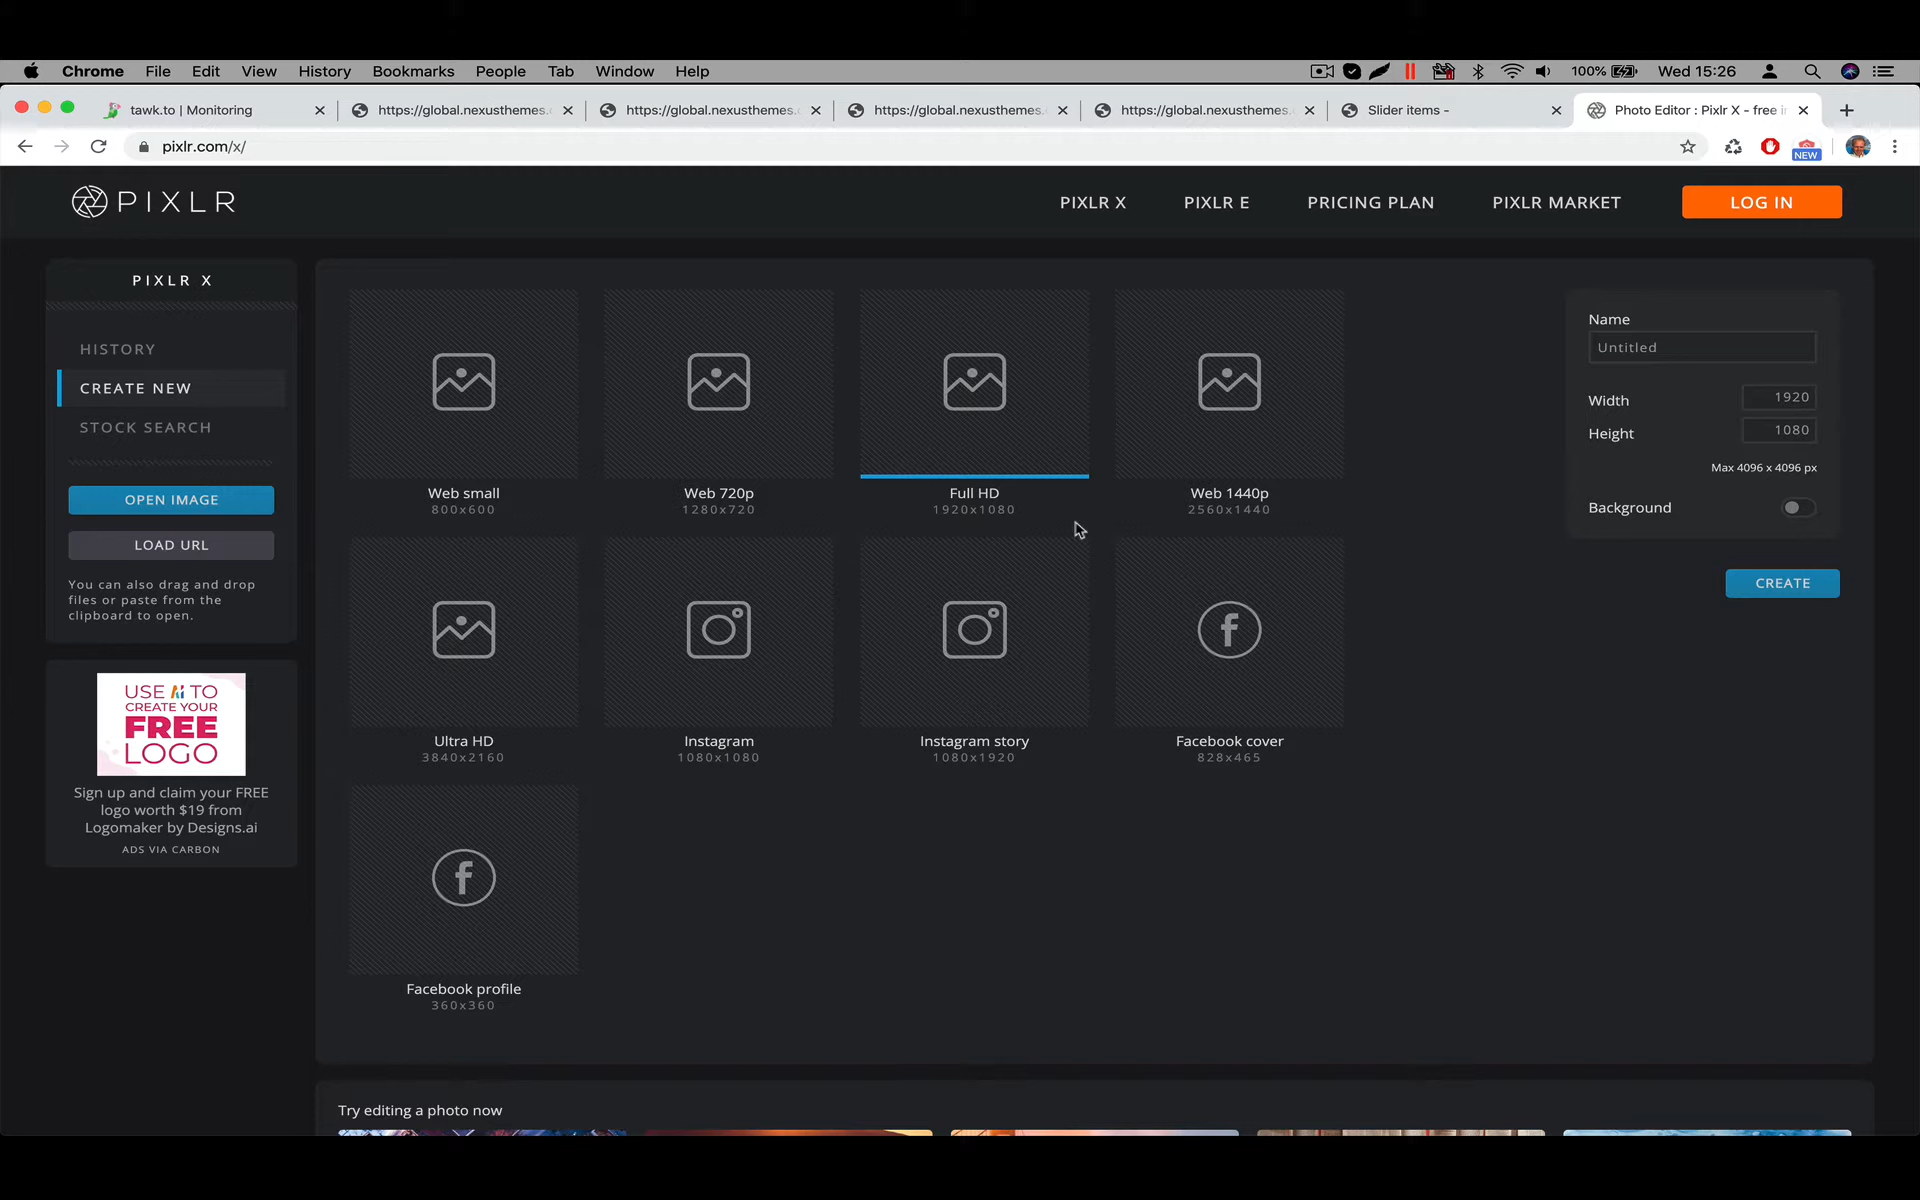 Chrome File Edit View History Bookmarks People Tab Window Help 100% Wed 15:26
tawk.to | Monitoring https://global.nexusthemes. https://global.nexusthemes. https://global.nexusthemes. https://global.nexusthemes. Slider items - Photo Editor : Pixlr X - free i
pixlr.com/x/ NEW
PIXLR PIXLR X PIXLR E PRICING PLAN PIXLR MARKET LOG IN
PIXLR X
HISTORY
CREATE NEW
STOCK SEARCH
OPEN IMAGE
LOAD URL
You can also drag and drop
files or paste from the
clipboard to open.
USE Ai TO
CREATE YOUR
FREE
LOGO
Sign up and claim your FREE
logo worth $19 from
Logomaker by Designs.ai
ADS VIA CARBON
Web small Web 720p Full HD Web 1440p
800x600 1280x720 1920x1080 2560x1440
Ultra HD Instagram Instagram story Facebook cover
3840x2160 1080x1080 1080x1920 828x465
Facebook profile
360x360
Name
Untitled
Width 1920
Height 1080
Max 4096 x 4096 px
Background
CREATE
Try editing a photo now